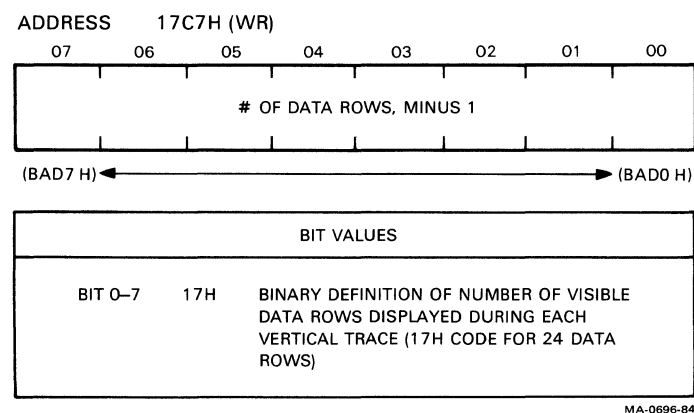 ADDRESS 17C7H (WR)
07 06 05 04 03 02 01 00
# OF DATA ROWS, MINUS 1
(BAD7 H) (BAD0 H)
BIT VALUES
BIT 0–7 17H BINARY DEFINITION OF NUMBER OF VISIBLE
DATA ROWS DISPLAYED DURING EACH
VERTICAL TRACE (17H CODE FOR 24 DATA
ROWS)
MA-0696-84